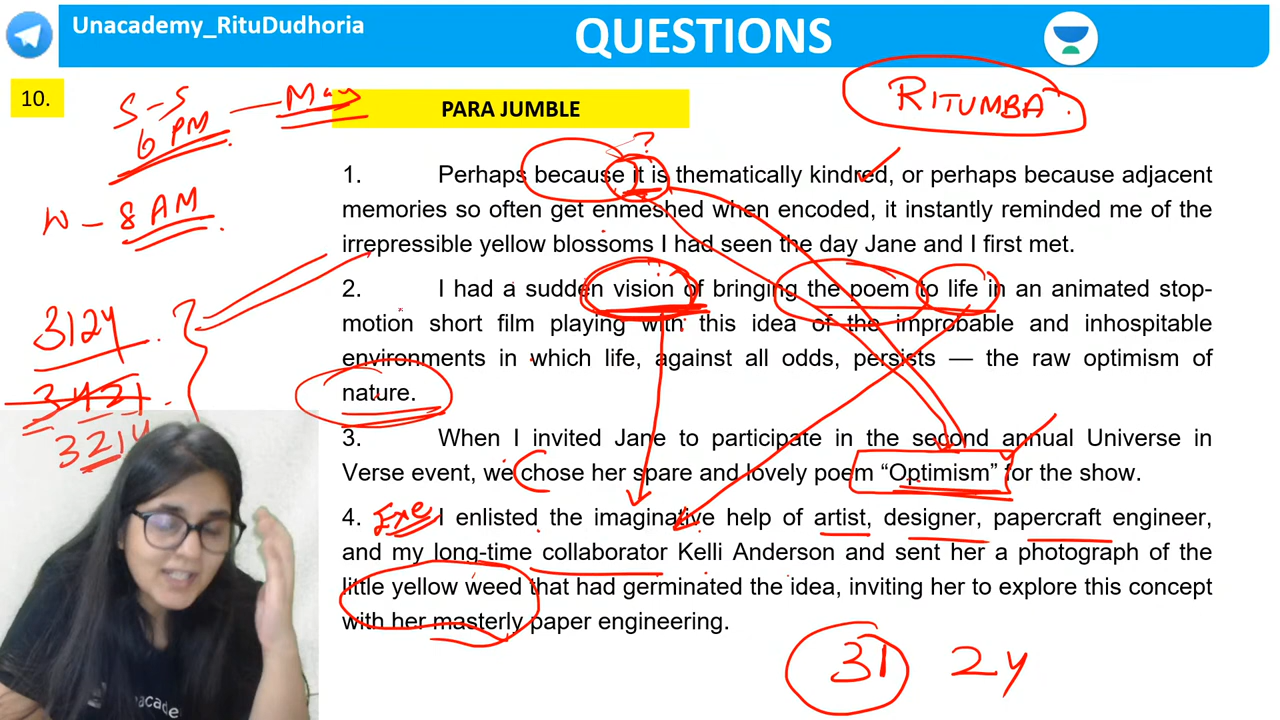 Unacademy_RituDudhoria
QUESTIONS
10.
S-S
6 PM — May
PARA JUMBLE
RITUMBA
?
W - 8 AM
1. Perhaps because it is thematically kindred, or perhaps because adjacent
memories so often get enmeshed when encoded, it instantly reminded me of the
irrepressible yellow blossoms I had seen the day Jane and I first met.
2. I had a sudden vision of bringing the poem to life in an animated stop-
motion short film playing with this idea of the improbable and inhospitable
environments in which life, against all odds, persists — the raw optimism of
nature.
3124
3421
3214
3. When I invited Jane to participate in the second annual Universe in
Verse event, we chose her spare and lovely poem “Optimism” for the show.
Exe
4. I enlisted the imaginative help of artist, designer, papercraft engineer,
and my long-time collaborator Kelli Anderson and sent her a photograph of the
little yellow weed that had germinated the idea, inviting her to explore this concept
with her masterly paper engineering.
31 24